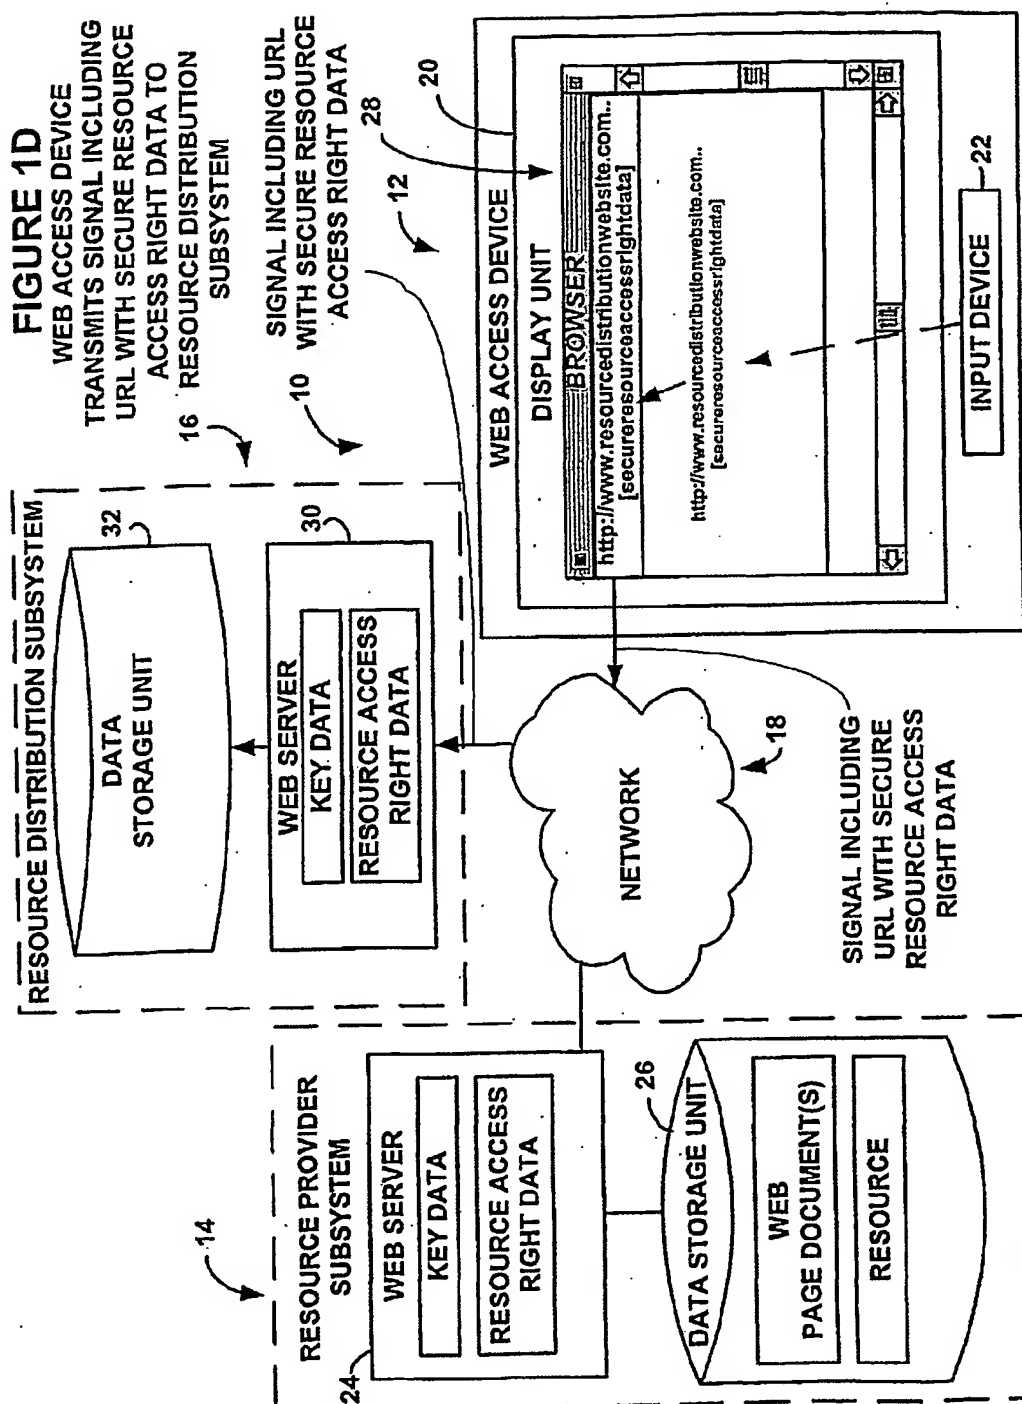 FIGURE 1D
WEB ACCESS DEVICE
TRANSMITS SIGNAL INCLUDING
URL WITH SECURE RESOURCE
ACCESS RIGHT DATA TO
RESOURCE DISTRIBUTION
SUBSYSTEM
16
10
SIGNAL INCLUDING URL
WITH SECURE RESOURCE
ACCESS RIGHT DATA
12
28
20
RESOURCE DISTRIBUTION SUBSYSTEM
32
DATA
STORAGE UNIT
30
WEB SERVER
KEY DATA
RESOURCE ACCESS
RIGHT DATA
WEB ACCESS DEVICE
DISPLAY UNIT
BROWSER
http://www.resourcedistributionwebsite.com..
[secureresourceaccessrightdata]
http://www.resourcedistributionwebsite.com..
[secureresourceaccessrightdata]
22
INPUT DEVICE
NETWORK
18
SIGNAL INCLUDING
URL WITH SECURE
RESOURCE ACCESS
RIGHT DATA
14
RESOURCE PROVIDER
SUBSYSTEM
24
WEB SERVER
KEY DATA
RESOURCE ACCESS
RIGHT DATA
26
DATA STORAGE UNIT
WEB
PAGE DOCUMENT(S)
RESOURCE